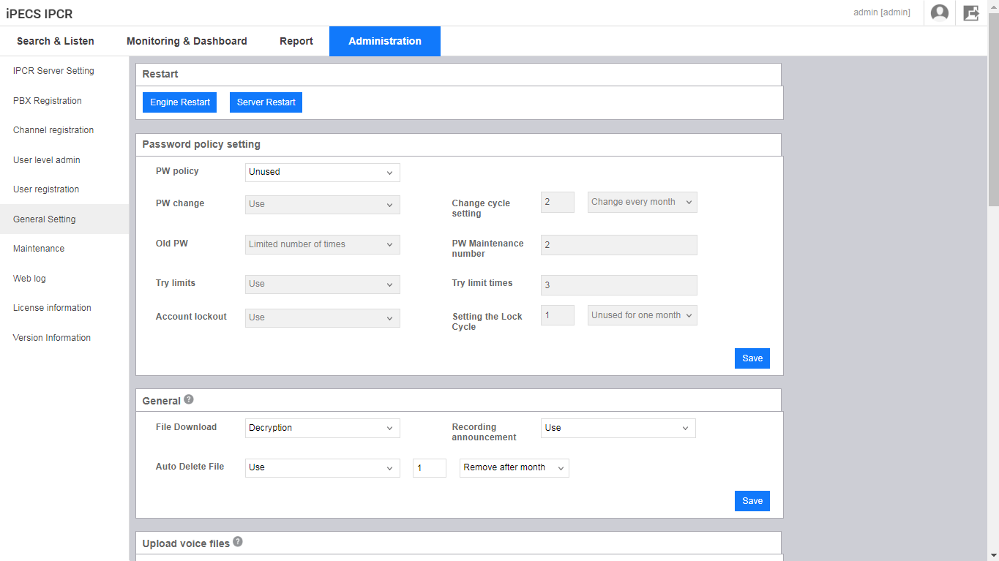 iPECS IPCR
admin [admin]
Search & Listen
Monitoring & Dashboard
Report
Administration
IPCR Server Setting
PBX Registration
Channel registration
User level admin
User registration
General Setting
Maintenance
Web log
License information
Version Information
Restart
Engine Restart
Server Restart
Password policy setting
PW policy
Unused
PW change
Use
Change cycle
setting
2
Change every month
Old PW
Limited number of times
PW Maintenance
number
2
Try limits
Use
Try limit times
3
Account lockout
Use
Setting the Lock
Cycle
1
Unused for one month
Save
General ?
File Download
Decryption
Recording
announcement
Use
Auto Delete File
Use
1
Remove after month
Save
Upload voice files ?